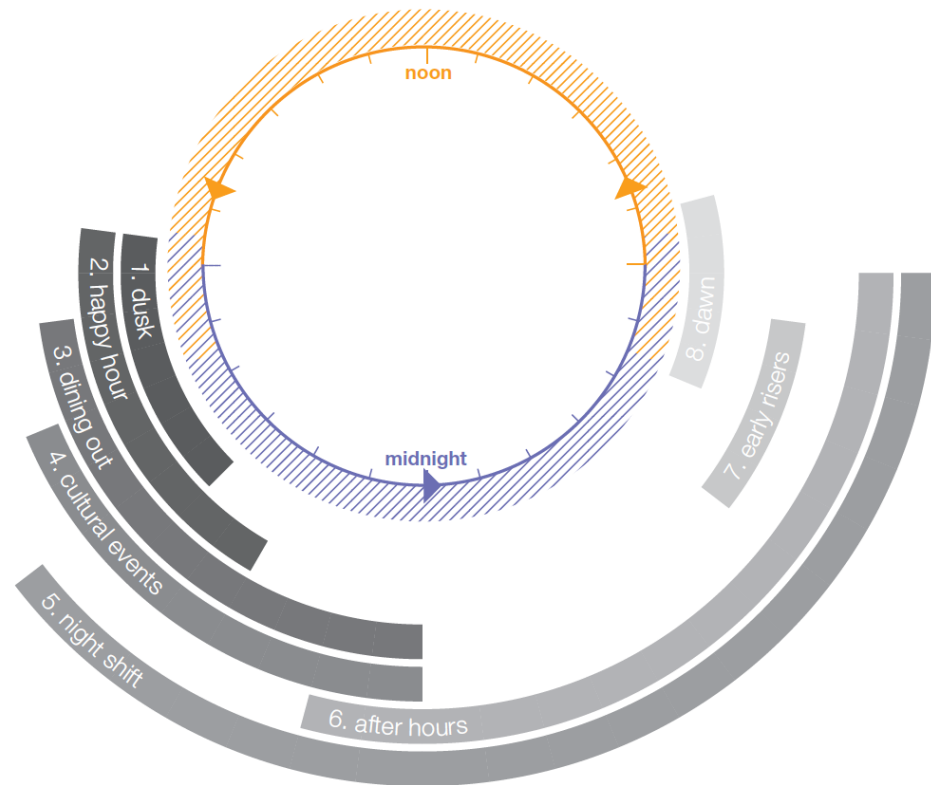 noon
midnight
1. dusk
2. happy hour
3. dining out
4. cultural events
5. night shift
6. after hours
7. early risers
8. dawn